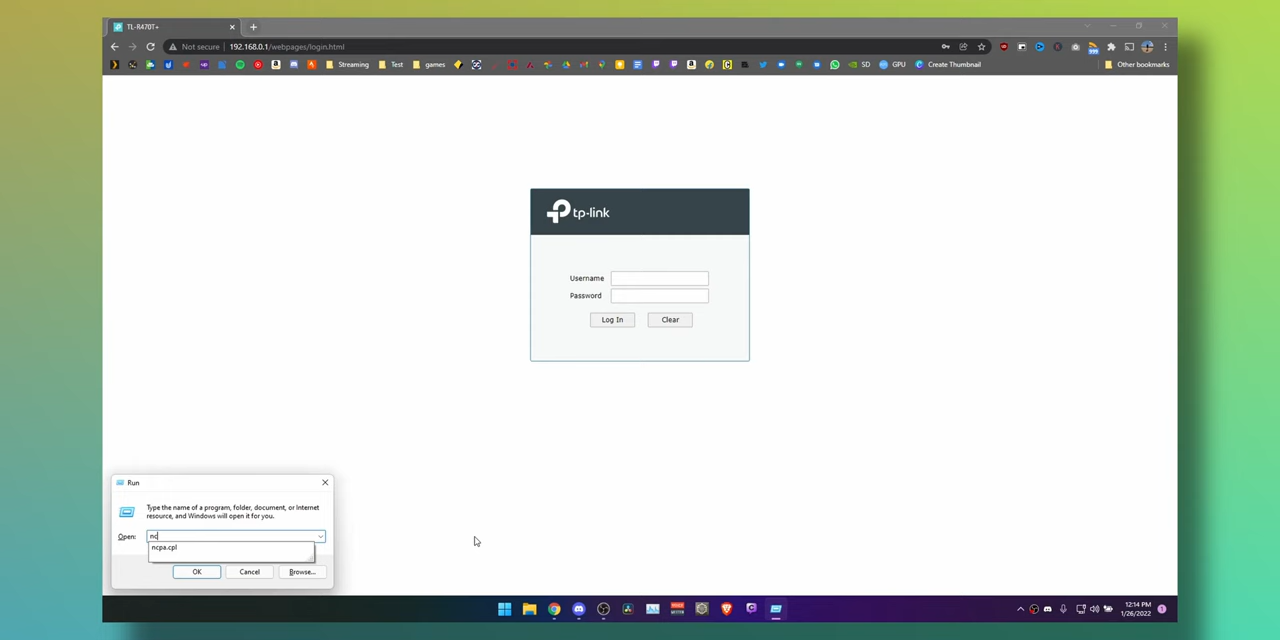 TL-R470T+
Not secure
192.168.0.1/webpages/login.html
Streaming
Test
games
SD
GPU
Create Thumbnail
Other bookmarks
tp-link
Username
Password
Log In
Clear
Run
Type the name of a program, folder, document, or Internet
resource, and Windows will open it for you.
Open:
nc
ncpa.cpl
OK
Cancel
Browse...
12:14 PM
1/26/2022
1